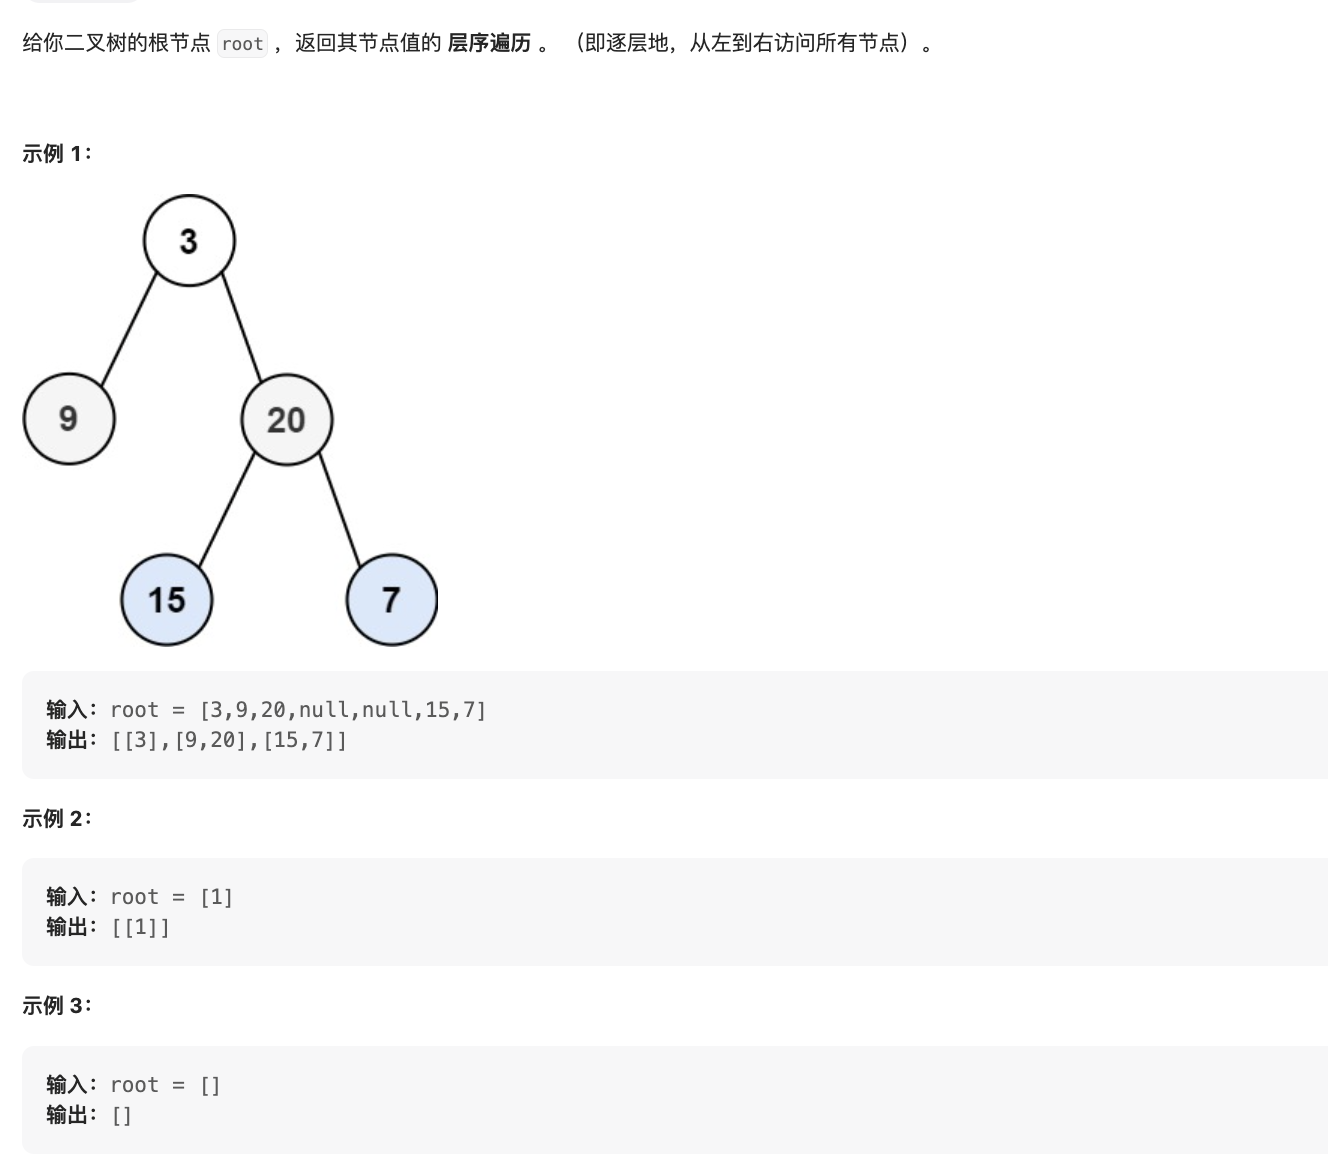 给你二叉树的根节点 root ，返回其节点值的 层序遍历 。 （即逐层地，从左到右访问所有节点）。
示例 1：
3
9
20
15
7
输入：root = [3,9,20,null,null,15,7]
输出：[[3],[9,20],[15,7]]
示例 2：
输入：root = [1]
输出：[[1]]
示例 3：
输入：root = []
输出：[]